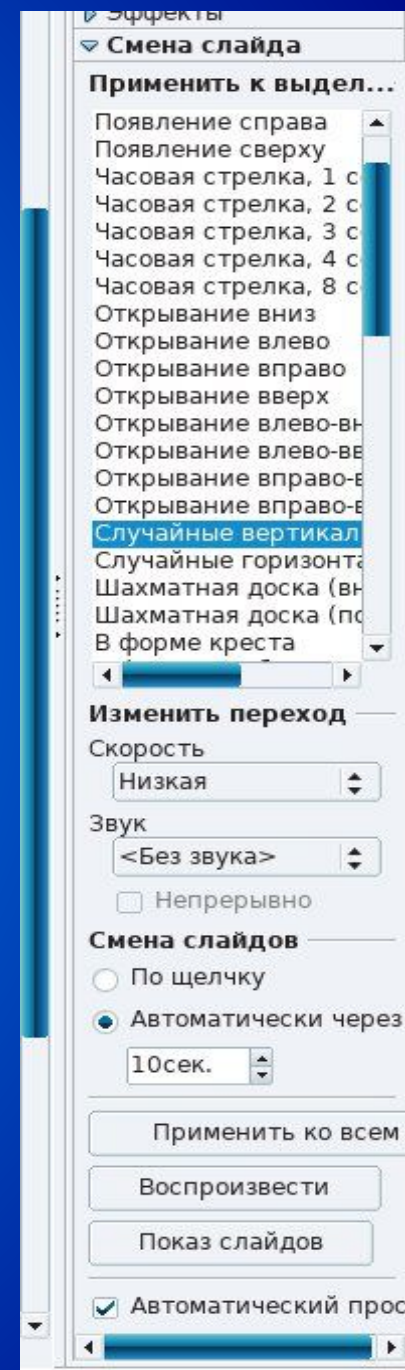 Эффекты
Смена слайда
Применить к выдел...
Появление справа
Появление сверху
Часовая стрелка, 1 с
Часовая стрелка, 2 с
Часовая стрелка, 3 с
Часовая стрелка, 4 с
Часовая стрелка, 8 с
Открывание вниз
Открывание влево
Открывание вправо
Открывание вверх
Открывание влево-вн
Открывание влево-вв
Открывание вправо-в
Открывание вправо-в
Случайные вертикал
Случайные горизонта
Шахматная доска (вн
Шахматная доска (по
В форме креста
Изменить переход
Скорость
Низкая
Звук
<Без звука>
Непрерывно
Смена слайдов
По щелчку
Автоматически через
10сек.
Применить ко всем
Воспроизвести
Показ слайдов
Автоматический прос